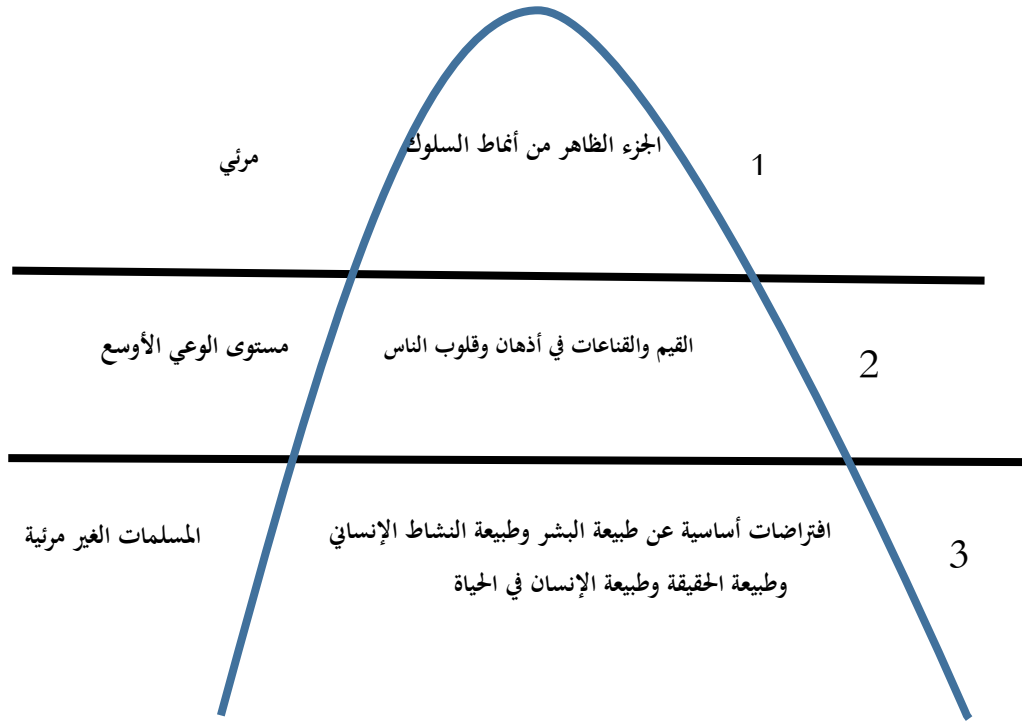 1
الجزء الظاهر من أنماط السلوك
مرئي
2
القيم والقناعات في أذهان وقلوب الناس
مستوى الوعي الأوسع
3
افتراضات أساسية عن طبيعة البشر وطبيعة النشاط الإنساني
وطبيعة الحقيقة وطبيعة الإنسان في الحياة
المسلمات الغير مرئية